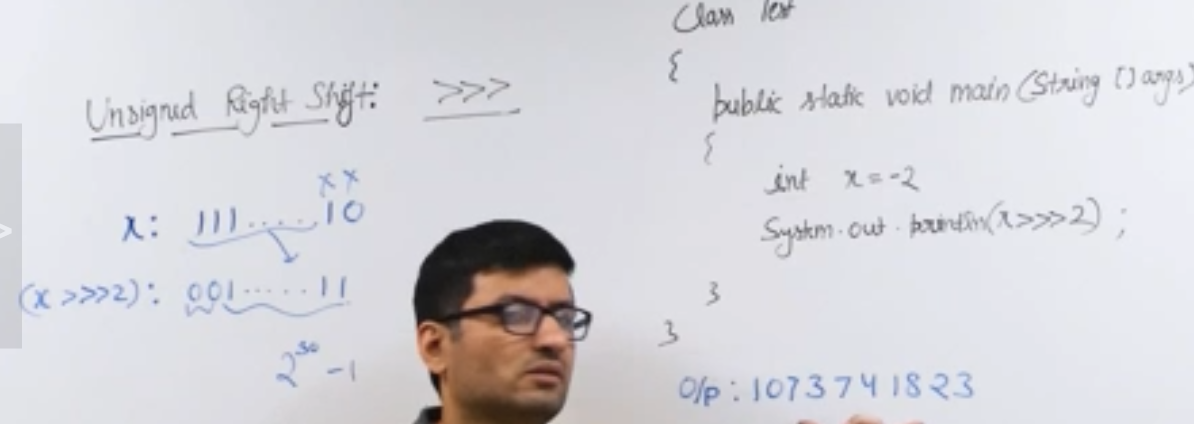 Unsigned Right Shift: >>>
x x
x: 111.....10
(x>>>2): 001.....11
2^30 -1
Class Test
{
public static void main(String []args)
{
int x=-2
System.out.println(x>>>2);
}
}
O/p: 1073741823